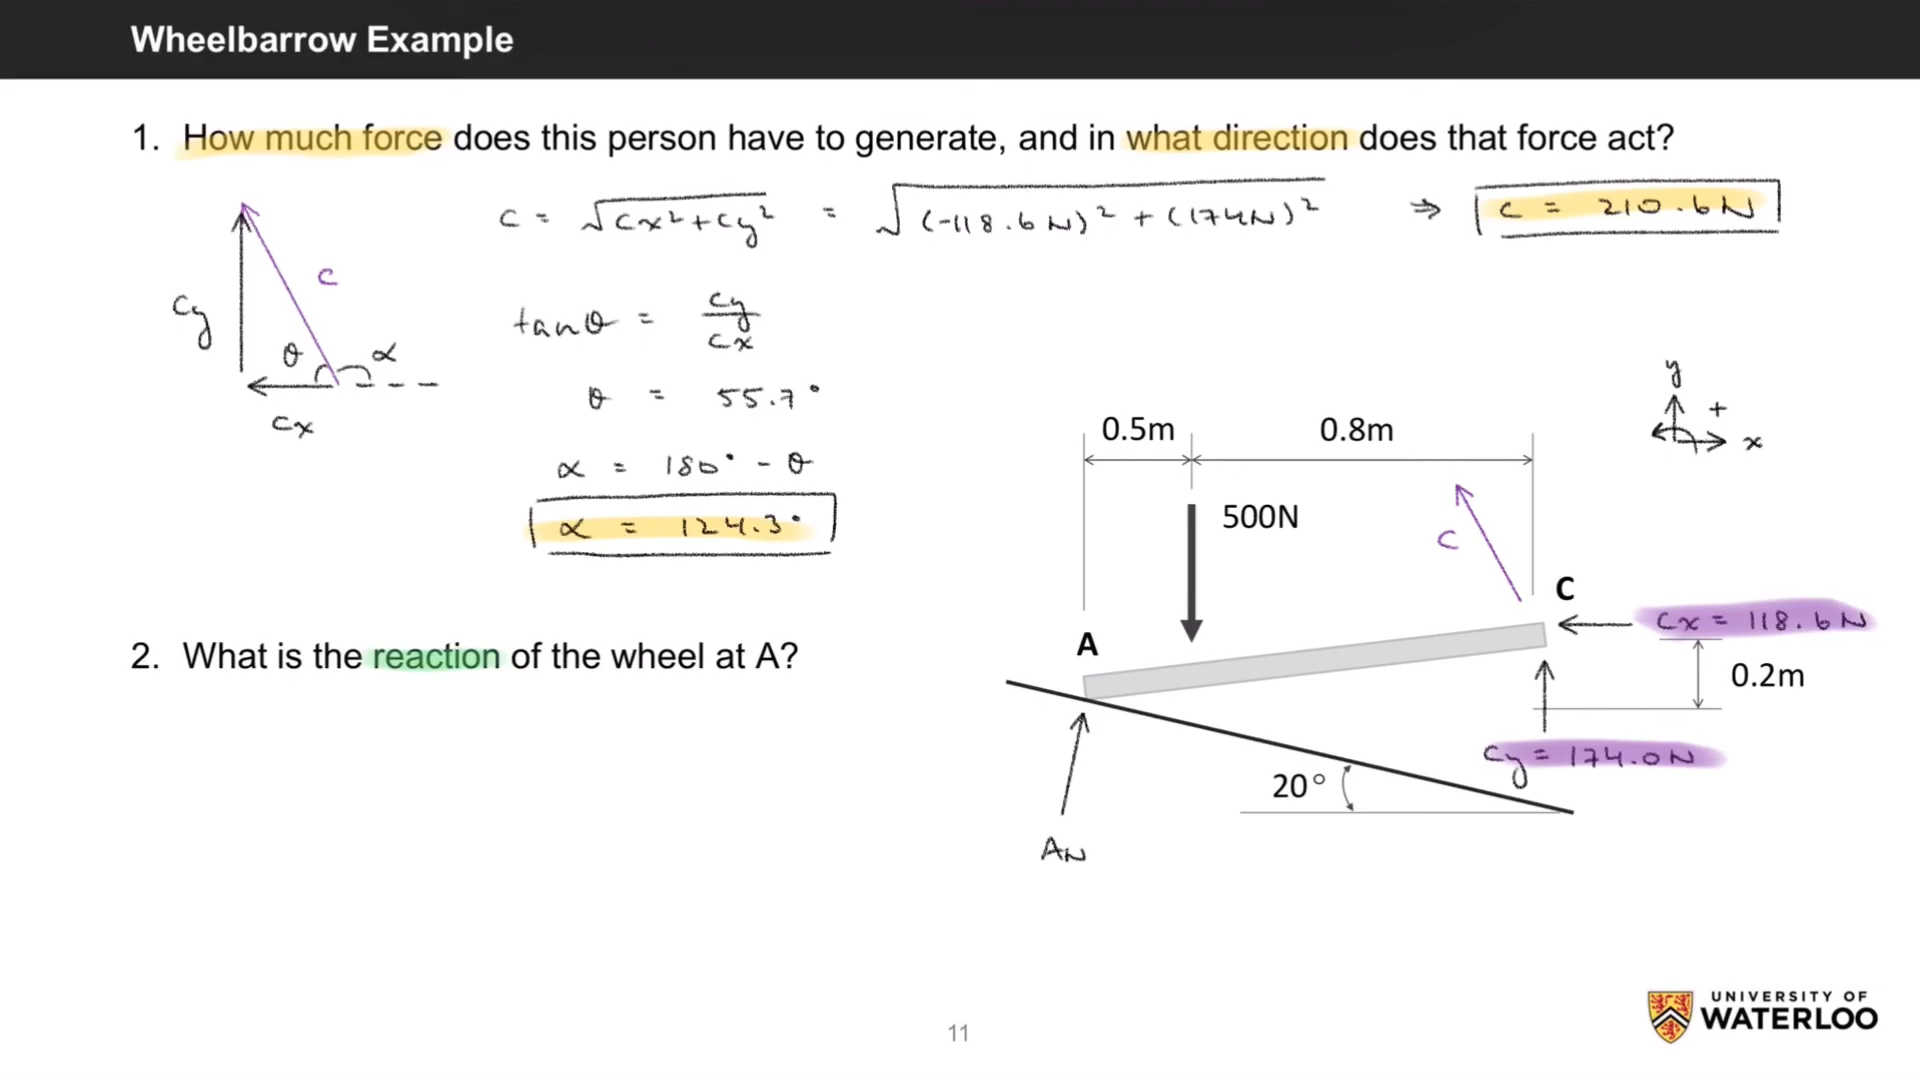 Wheelbarrow Example
1. How much force does this person have to generate, and in what direction does that force act?
C = √Cx²+Cy² = √(-118.6N)² + (174N)² ⇒ C = 210.6N
C
Cy
θ α
Cx
tanθ = Cy/Cx
θ = 55.7°
α = 180° - θ
α = 124.3°
y
+
x
0.5m 0.8m
500N
C
C
Cx = 118.6N
A
0.2m
Cy = 174.0N
20°
AN
2. What is the reaction of the wheel at A?
11
UNIVERSITY OF
WATERLOO